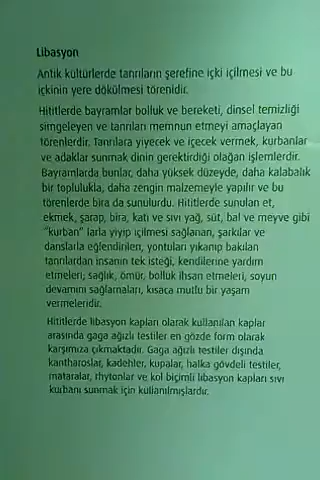 Libasyon
Antik kültürlerde tanrıların şerefine içki içilmesi ve bu
içkinin yere dökülmesi törenidir.
Hititlerde bayramlar bolluk ve bereketi, dinsel temizliği
simgeleyen ve tanrıları memnun etmeyi amaçlayan
törenlerdir. Tanrılara yiyecek ve içecek vermek, kurbanlar
ve adaklar sunmak dinin gerektirdiği olağan işlemlerdir.
Bayramlarda bunlar, daha yüksek düzeyde, daha kalabalık
bir toplulukla, daha zengin malzemeyle yapılır ve bu
törenlerde bira da sunulurdu. Hititlerde sunulan et,
ekmek, şarap, bira, katı ve sıvı yağ, süt, bal ve meyve gibi
"kurban" larla yiyip içilmesi sağlanan, şarkılar ve
danslarla eğlendirilen, yontuları yıkanıp bakılan
tanrılardan insanın tek isteği, kendilerine yardım
etmeleri; sağlık, ömür, bolluk ihsan etmeleri, soyun
devamını sağlamaları, kısaca mutlu bir yaşam
vermeleridir.
Hititlerde libasyon kapları olarak kullanılan kaplar
arasında gaga ağızlı testiler en gözde form olarak
karşımıza çıkmaktadır. Gaga ağızlı testiler dışında
kantharoslar, kadehler, kupalar, halka gövdeli testiler,
mataralar, rhytonlar ve kol biçimli libasyon kapları sıvı
kurbanı sunmak için kullanılmışlardır.